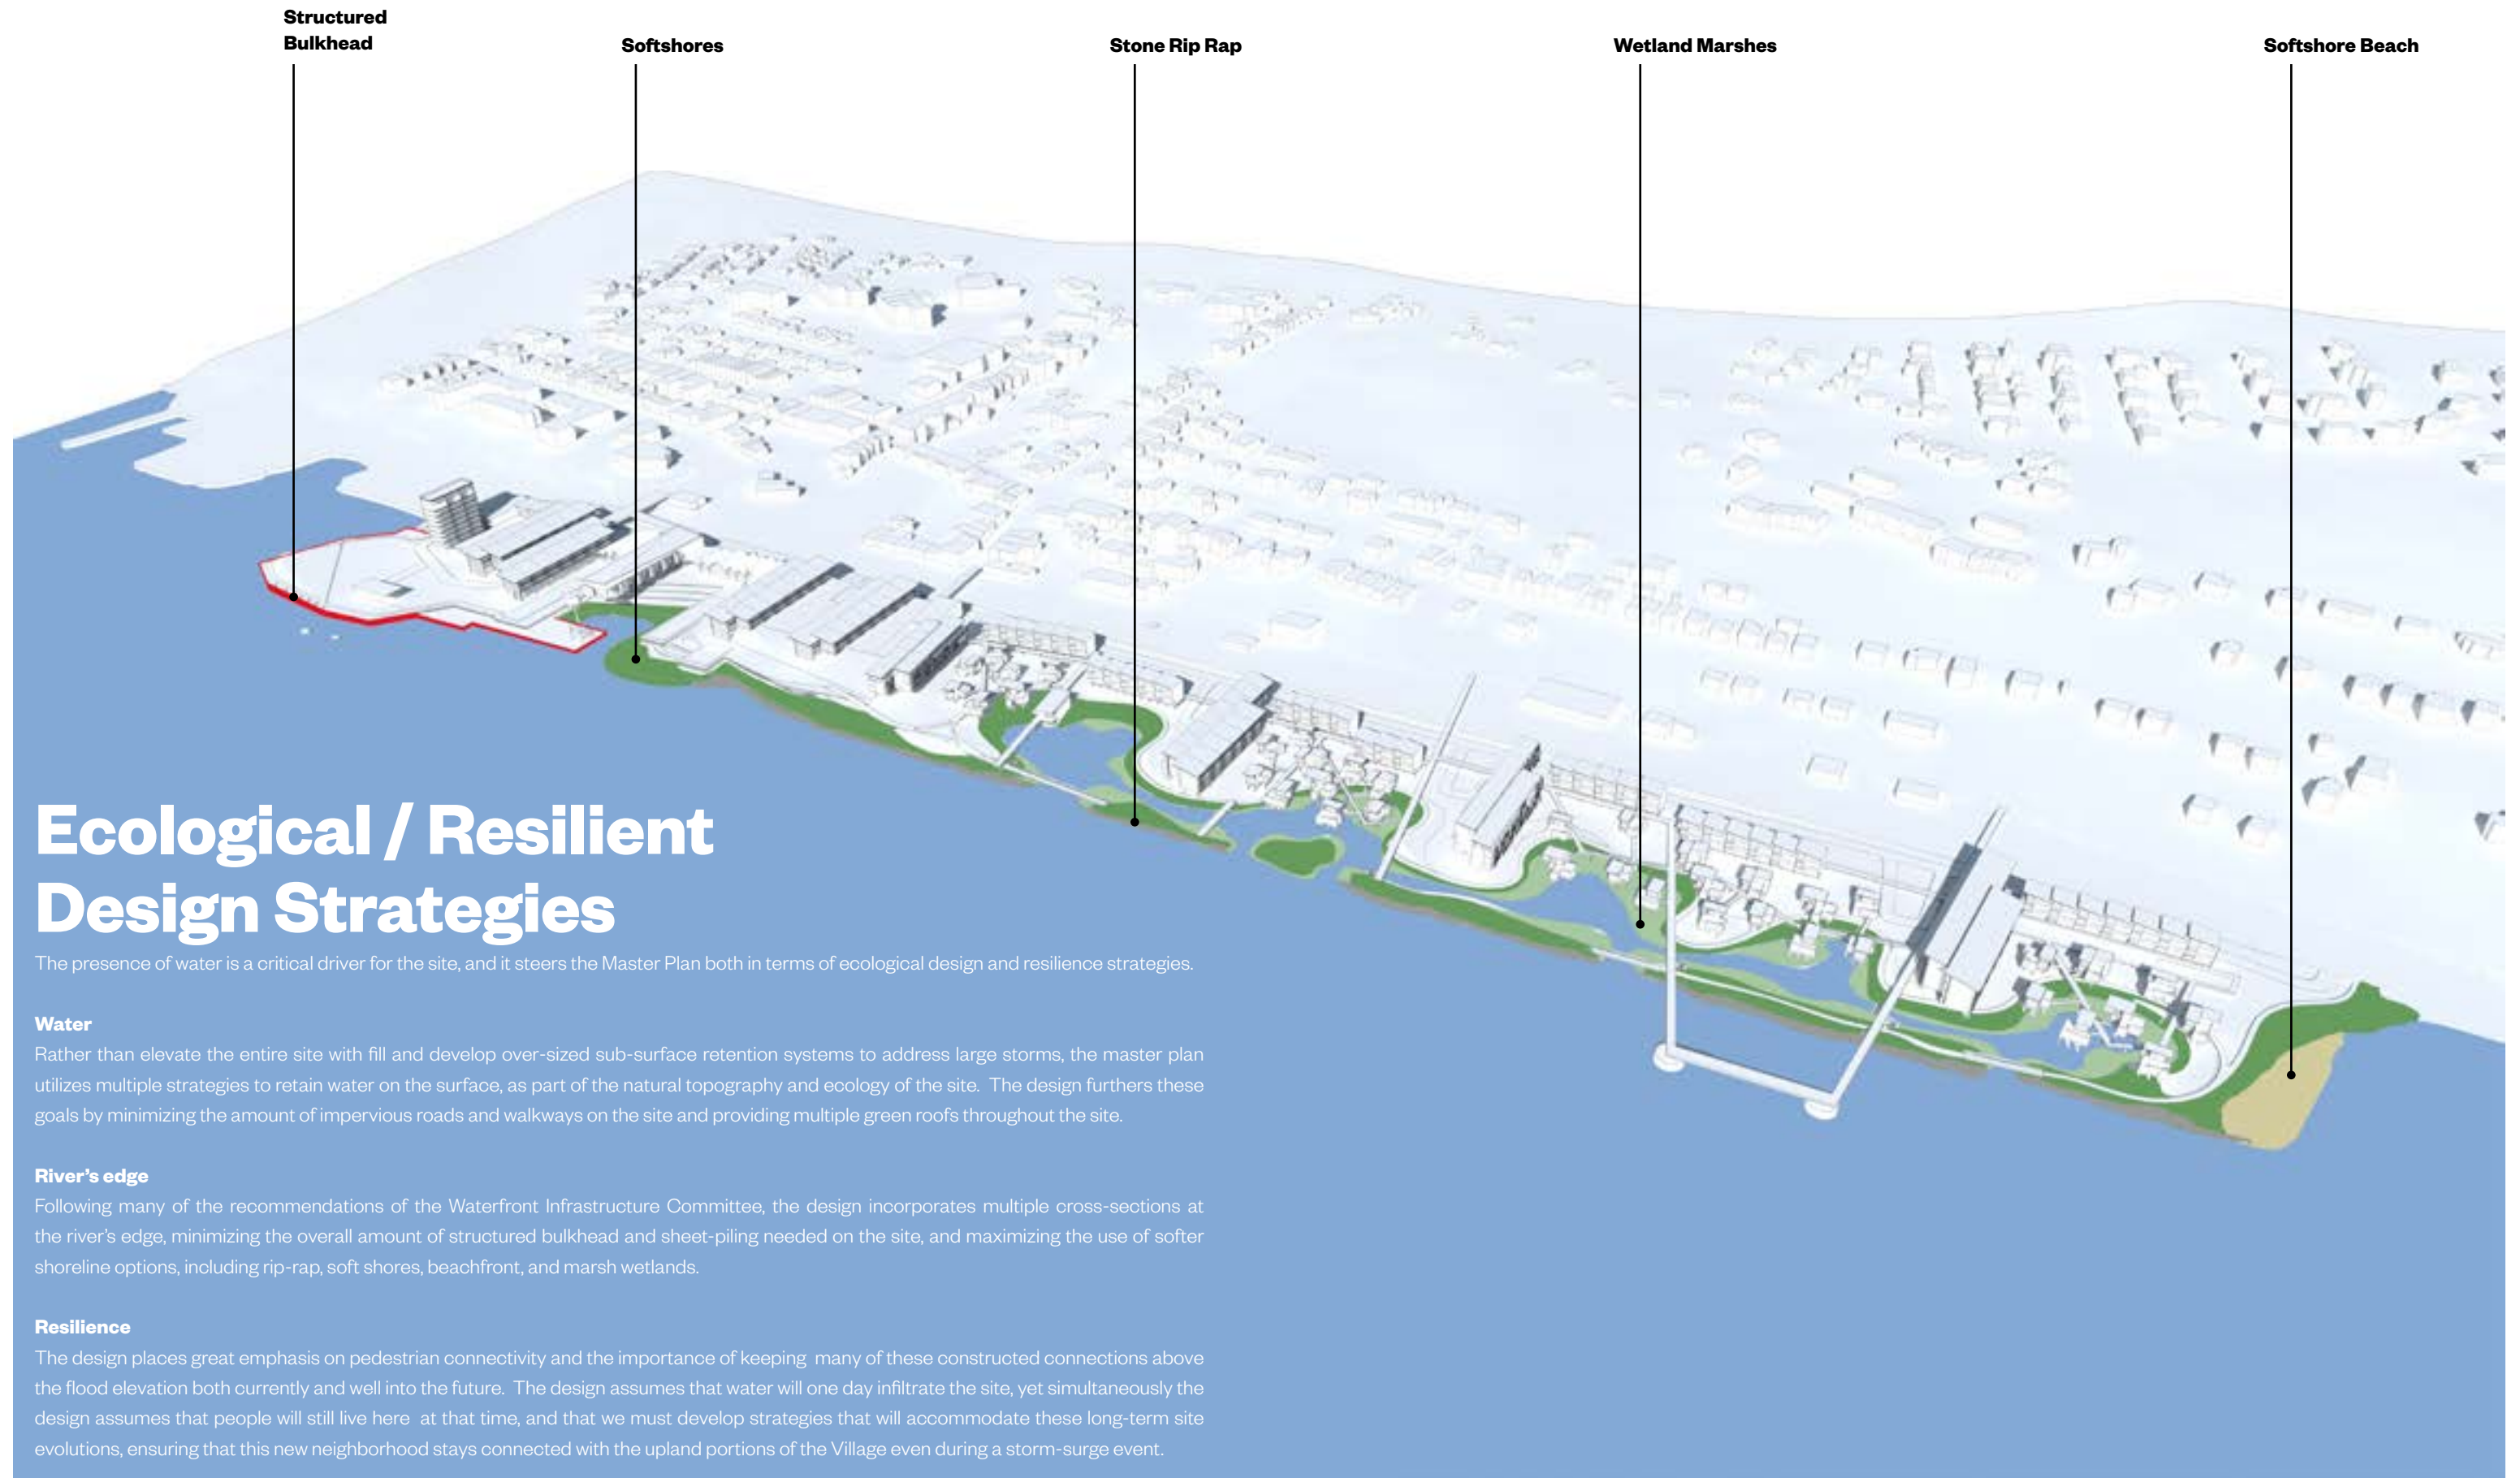 Structured
Bulkhead
Softshores
Stone Rip Rap
Wetland Marshes
Softshore Beach
Ecological / Resilient
Design Strategies
The presence of water is a critical driver for the site, and it steers the Master Plan both in terms of ecological design and resilience strategies.
Water
Rather than elevate the entire site with fill and develop over-sized sub-surface retention systems to address large storms, the master plan
utilizes multiple strategies to retain water on the surface, as part of the natural topography and ecology of the site.  The design furthers these
goals by minimizing the amount of impervious roads and walkways on the site and providing multiple green roofs throughout the site.
River’s edge
Following many of the recommendations of the Waterfront Infrastructure Committee, the design incorporates multiple cross-sections at
the river’s edge, minimizing the overall amount of structured bulkhead and sheet-piling needed on the site, and maximizing the use of softer
shoreline options, including rip-rap, soft shores, beachfront, and marsh wetlands.
Resilience
The design places great emphasis on pedestrian connectivity and the importance of keeping  many of these constructed connections above
the flood elevation both currently and well into the future.  The design assumes that water will one day infiltrate the site, yet simultaneously the
design assumes that people will still live here  at that time, and that we must develop strategies that will accommodate these long-term site
evolutions, ensuring that this new neighborhood stays connected with the upland portions of the Village even during a storm-surge event.